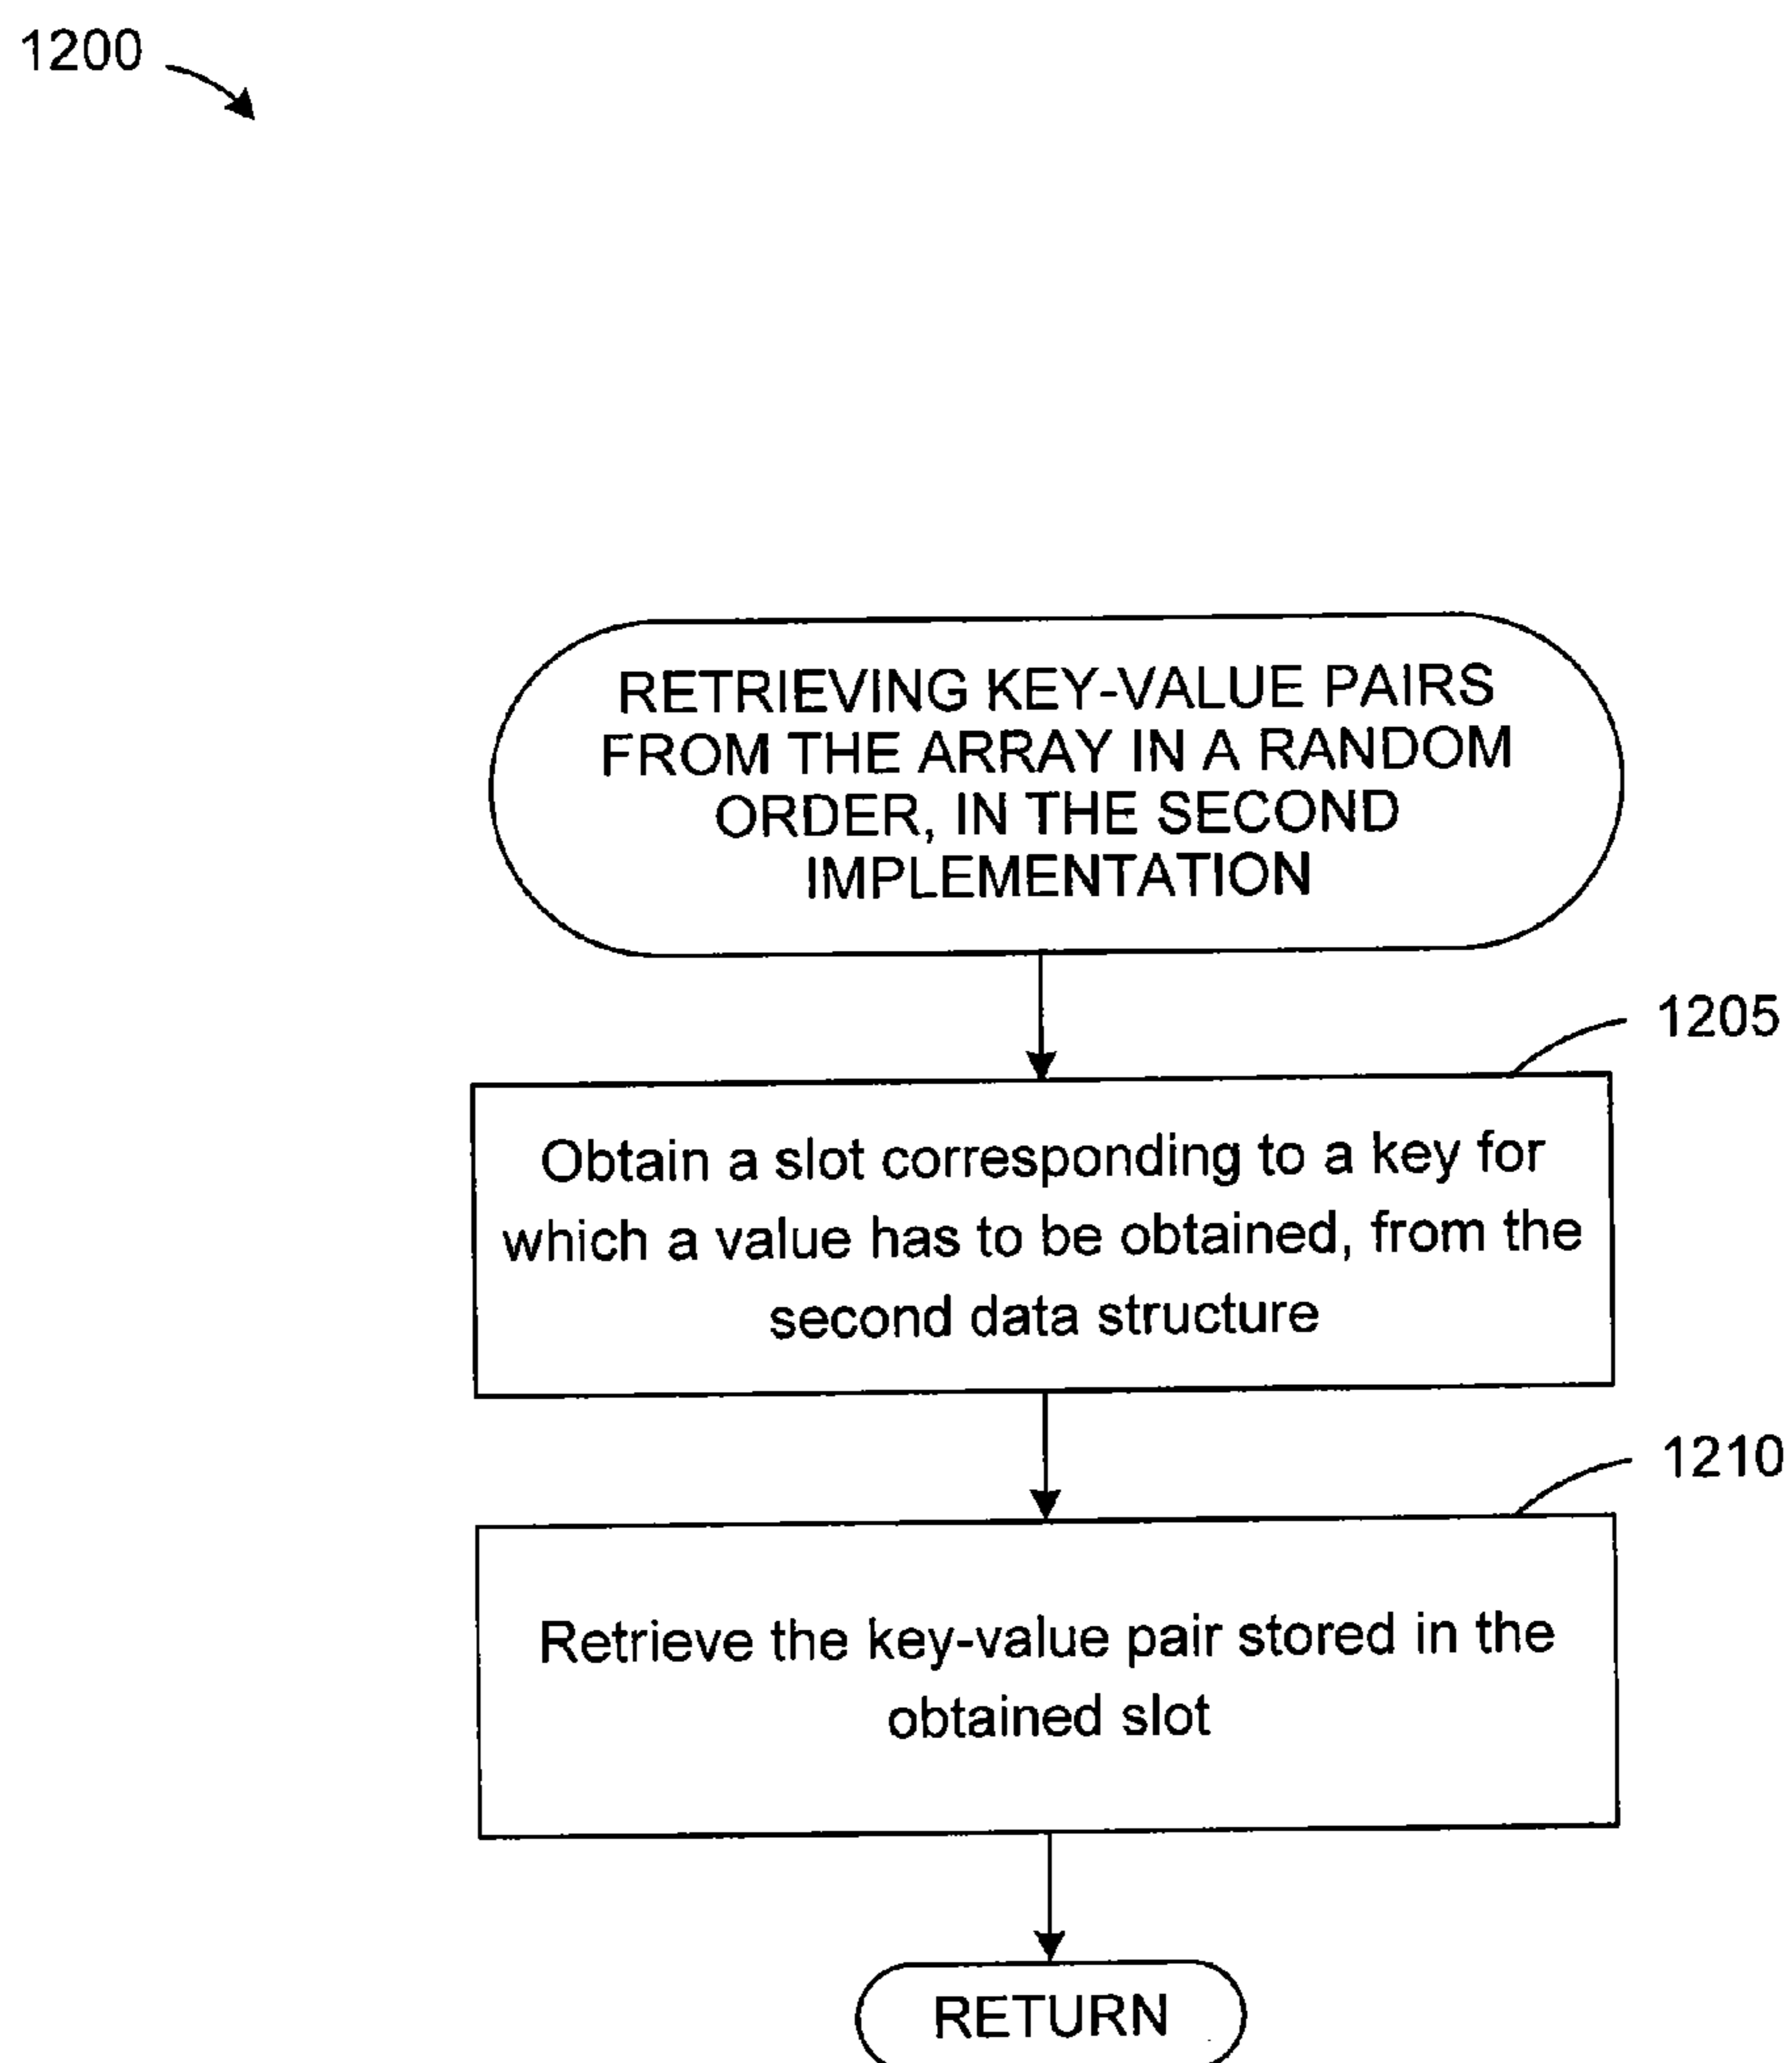 1200
RETRIEVING KEY-VALUE PAIRS
FROM THE ARRAY IN A RANDOM
ORDER, IN THE SECOND
IMPLEMENTATION
1205
Obtain a slot corresponding to a key for
which a value has to be obtained, from the
second data structure
1210
Retrieve the key-value pair stored in the
obtained slot
RETURN